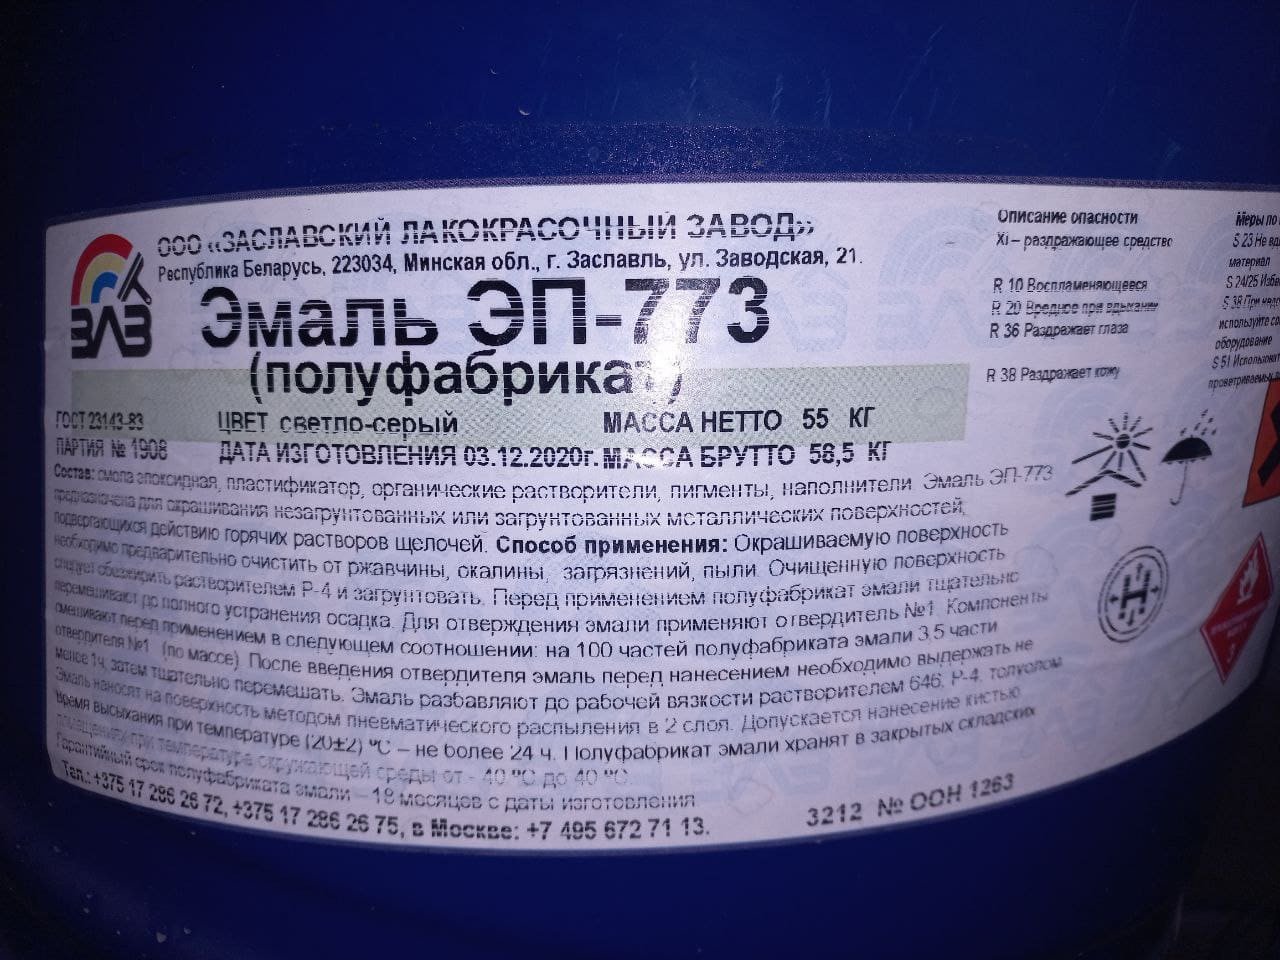 ООО «ЗАСЛАВСКИЙ ЛАКОКРАСОЧНЫЙ ЗАВОД»
Республика Беларусь, 223034, Минская обл., г. Заславль, ул. Заводская, 21.
ЗЛЗ
Эмаль ЭП-773
(полуфабрикат)
ГОСТ 23143-83 ЦВЕТ светло-серый МАССА НЕТТО 55 КГ
ПАРТИЯ № 1908 ДАТА ИЗГОТОВЛЕНИЯ 03.12.2020г. МАССА БРУТТО 58,5 КГ
Состав: смола эпоксидная, пластификатор, органические растворители, пигменты, наполнители. Эмаль ЭП-773
предназначена для окрашивания незагрунтованных или загрунтованных металлических поверхностей,
подвергающихся действию горячих растворов щелочей. Способ применения: Окрашиваемую поверхность
необходимо предварительно очистить от ржавчины, окалины, загрязнений, пыли. Очищенную поверхность
следует обезжирить растворителем Р-4 и загрунтовать. Перед применением полуфабрикат эмали тщательно
перемешивают до полного устранения осадка. Для отверждения эмали применяют отвердитель №1. Компоненты
смешивают перед применением в следующем соотношении: на 100 частей полуфабриката эмали 3,5 части
отвердителя №1 (по массе). После введения отвердителя эмаль перед нанесением необходимо выдержать не
менее 1ч, затем тщательно перемешать. Эмаль разбавляют до рабочей вязкости растворителем 646, Р-4, толуолом
Эмаль наносят на поверхность методом пневматического распыления в 2 слоя. Допускается нанесение кистью
Время высыхания при температуре (20±2) ºС – не более 24 ч. Полуфабрикат эмали хранят в закрытых складских
помещениях при температуре окружающей среды от - 40 ºС до 40 ºС.
Гарантийный срок полуфабриката эмали – 18 месяцев с даты изготовления
Тел.: +375 17 286 26 72, +375 17 286 26 75, в Москве: +7 495 672 71 13.
3212 № ООН 1263
Описание опасности
Xi – раздражающее средство
R 10 Воспламеняющееся
R 20 Вредное при вдыхании
R 36 Раздражает глаза
R 38 Раздражает кожу
Меры по
S 23 Не
материал
S 24/25
S 38 При
используйте
оборудование
S 51
3